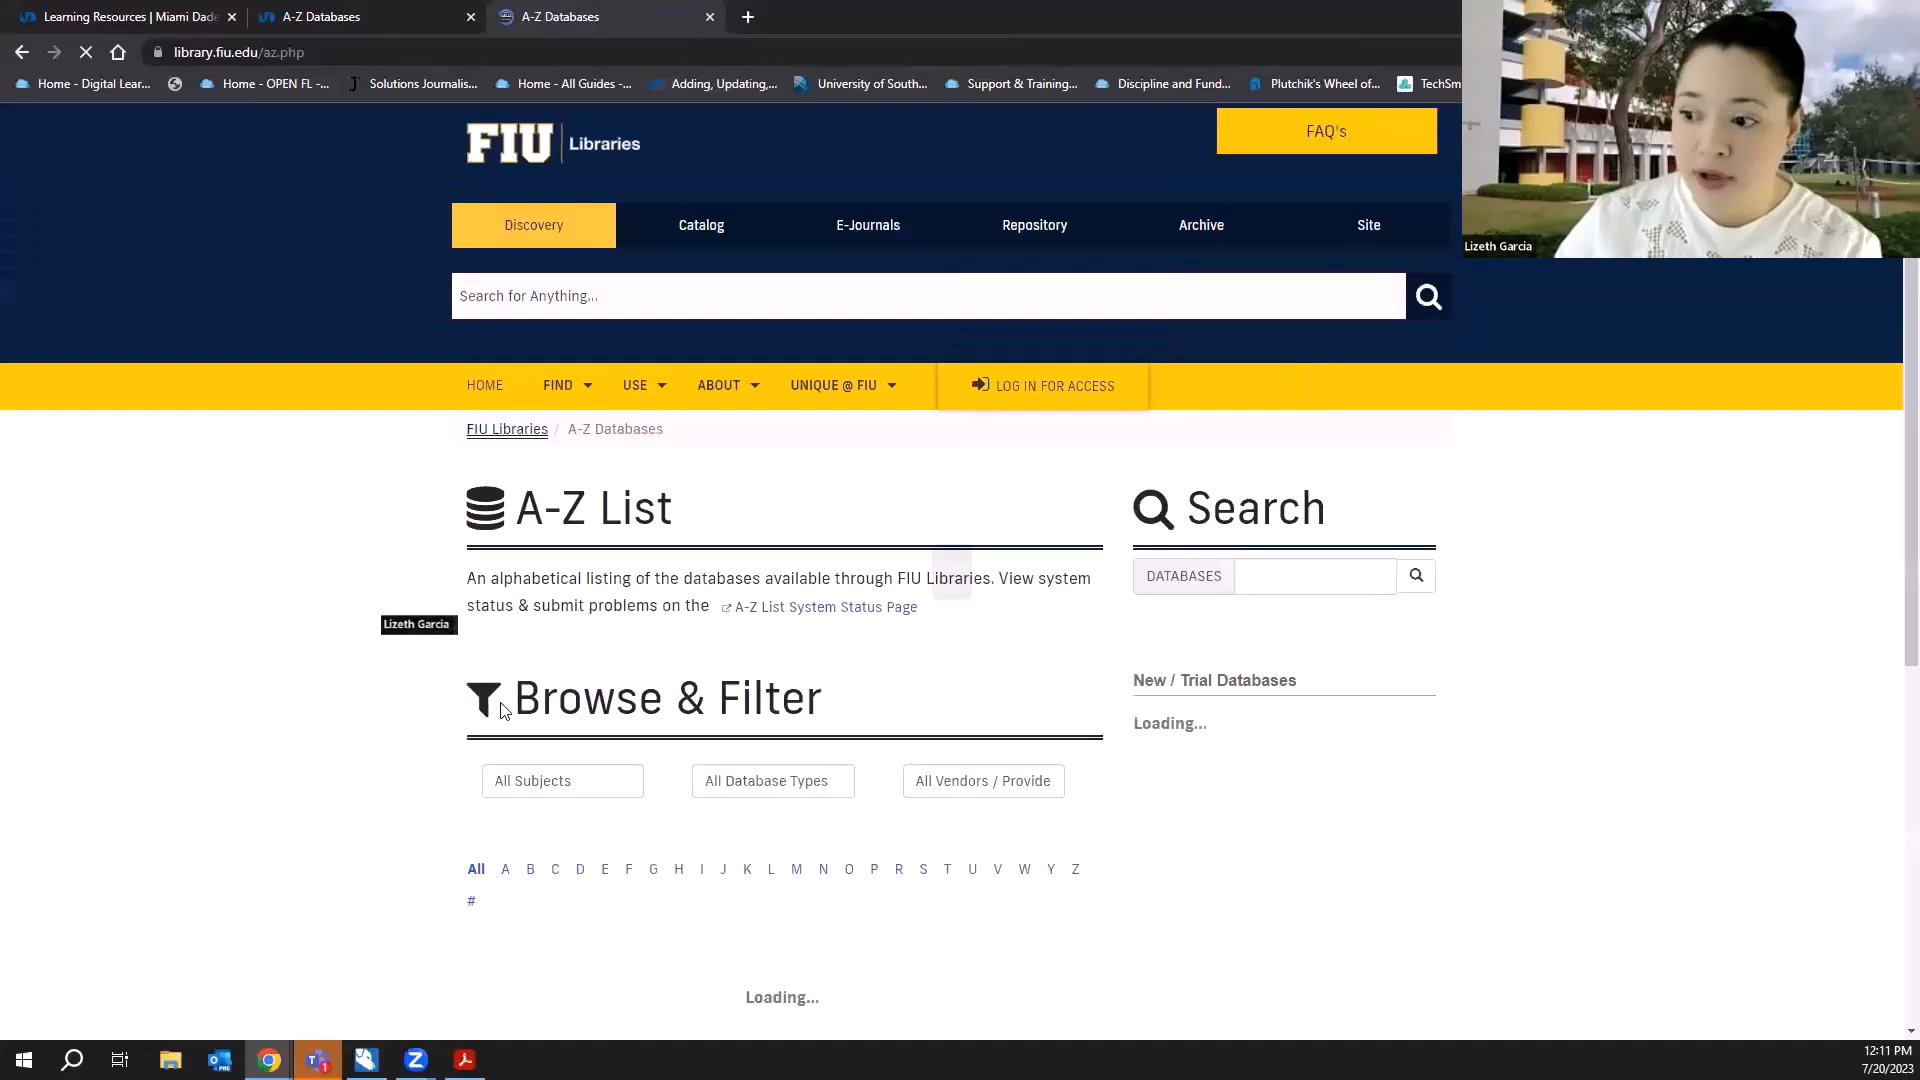 Learning Resources | Miami Dade
A-Z Databases
A-Z Databases
library.fiu.edu/az.php
Home - Digital Lear...
Home - OPEN FL -...
Solutions Journalis...
Home - All Guides -...
Adding, Updating,...
University of South...
Support & Training...
Discipline and Fund...
Plutchik's Wheel of...
TechSm
FIU Libraries
FAQ's
Discovery
Catalog
E-Journals
Repository
Archive
Site
Lizeth Garcia
Search for Anything...
HOME
FIND
USE
ABOUT
UNIQUE @ FIU
LOG IN FOR ACCESS
FIU Libraries / A-Z Databases
A-Z List
An alphabetical listing of the databases available through FIU Libraries. View system
status & submit problems on the A-Z List System Status Page
Lizeth Garcia
Search
DATABASES
New / Trial Databases
Loading...
Browse & Filter
All Subjects
All Database Types
All Vendors / Provide
All A B C D E F G H I J K L M N O P R S T U V W Y Z
#
Loading...
12:11 PM
7/20/2023